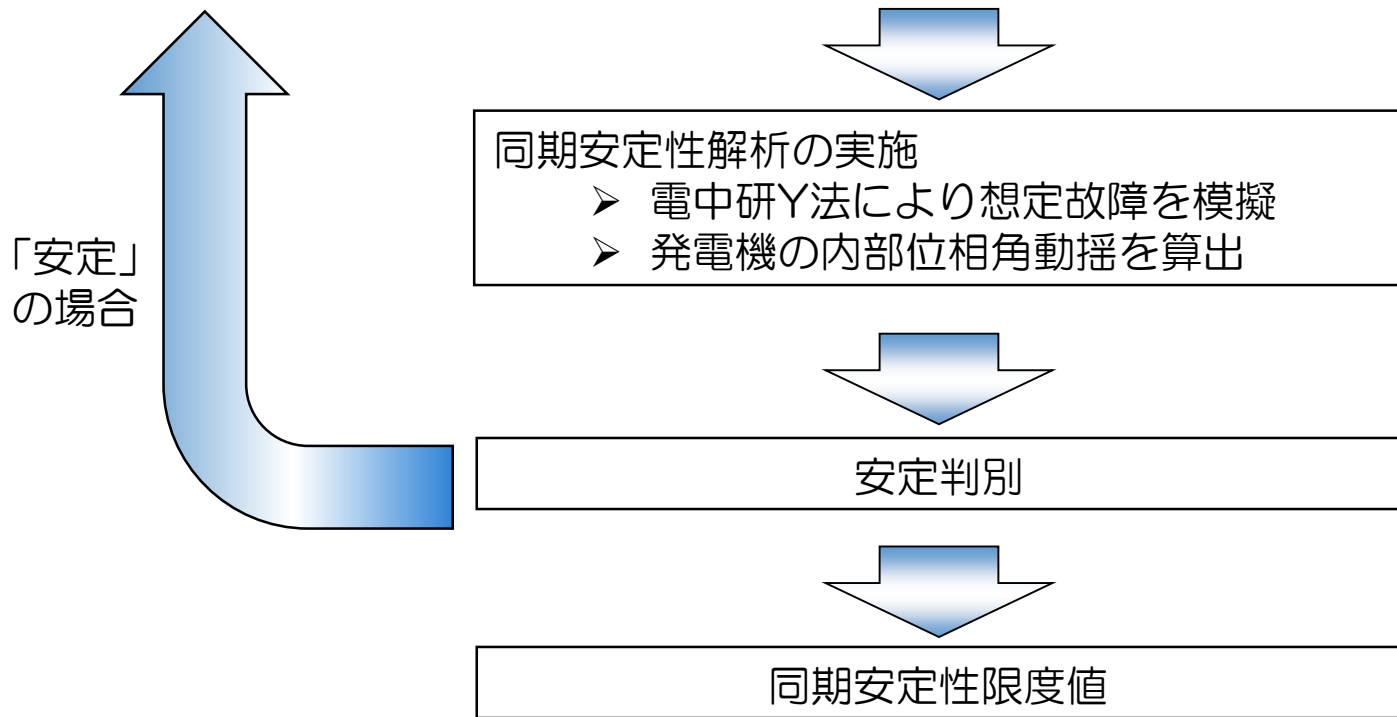 同期安定性解析の実施
➢ 電中研Y法により想定故障を模擬
➢ 発電機の内部位相角動揺を算出
「安定」
の場合
安定判別
同期安定性限度値